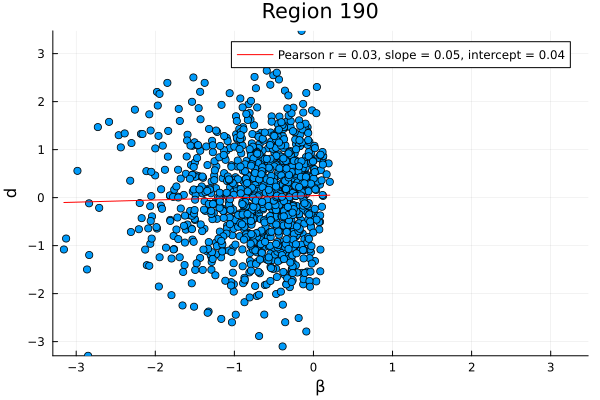 Region 190
Pearson r = 0.03, slope = 0.05, intercept = 0.04
3
2
1
0
−1
−2
−3
d
−3 −2 −1 0 1 2 3
β